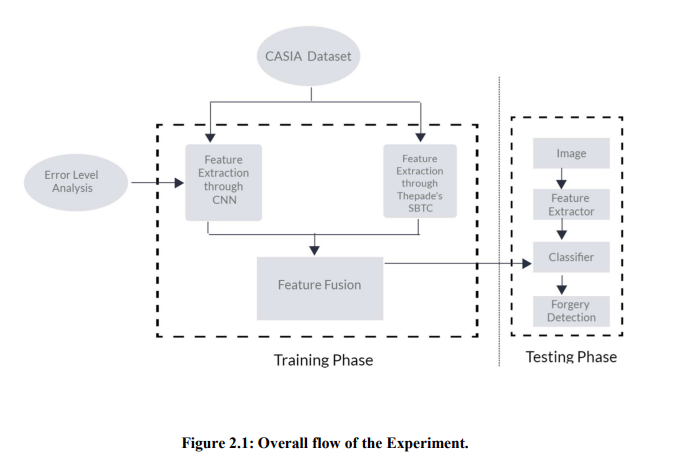 CASIA Dataset
Error Level
Analysis
Feature
Extraction
through
CNN
Feature
Extraction
through
Thepade's
SBTC
Feature Fusion
Training Phase
Image
Feature
Extractor
Classifier
Forgery
Detection
Testing Phase
Figure 2.1: Overall flow of the Experiment.